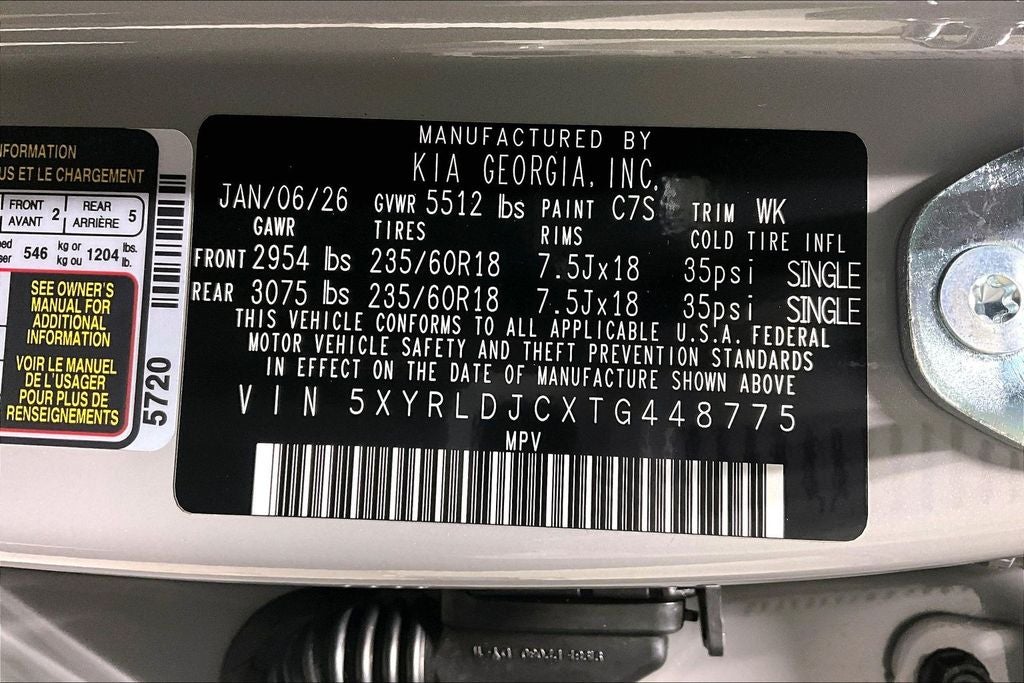 NFORMATION
US ET LE CHARGEMENT
FRONT 2 REAR 5
AVANT ARRIÈRE
546 kg or 1204 lbs.
kg ou lb.
SEE OWNER'S
MANUAL FOR
ADDITIONAL
INFORMATION
VOIR LE MANUEL
DE L'USAGER
POUR PLUS DE
RENSEIGNEMENTS
5720
MANUFACTURED BY
KIA GEORGIA, INC.
JAN/06/26 GVWR 5512 lbs PAINT C7S TRIM WK
GAWR TIRES RIMS COLD TIRE INFL
FRONT 2954 lbs 235/60R18 7.5Jx18 35psi SINGLE
REAR 3075 lbs 235/60R18 7.5Jx18 35psi SINGLE
THIS VEHICLE CONFORMS TO ALL APPLICABLE U.S.A. FEDERAL
MOTOR VEHICLE SAFETY AND THEFT PREVENTION STANDARDS
IN EFFECT ON THE DATE OF MANUFACTURE SHOWN ABOVE
VIN 5XYRLDJCXTG448775
MPV